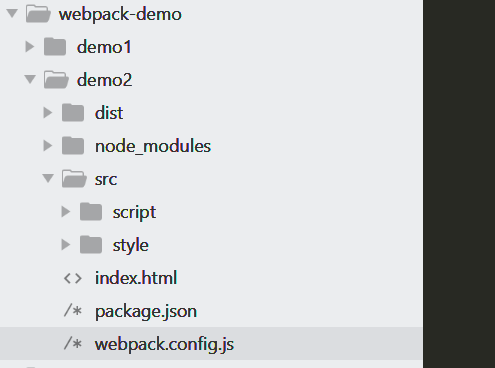 webpack-demo
demo1
demo2
dist
node_modules
src
script
style
<> index.html
/* package.json
/* webpack.config.js